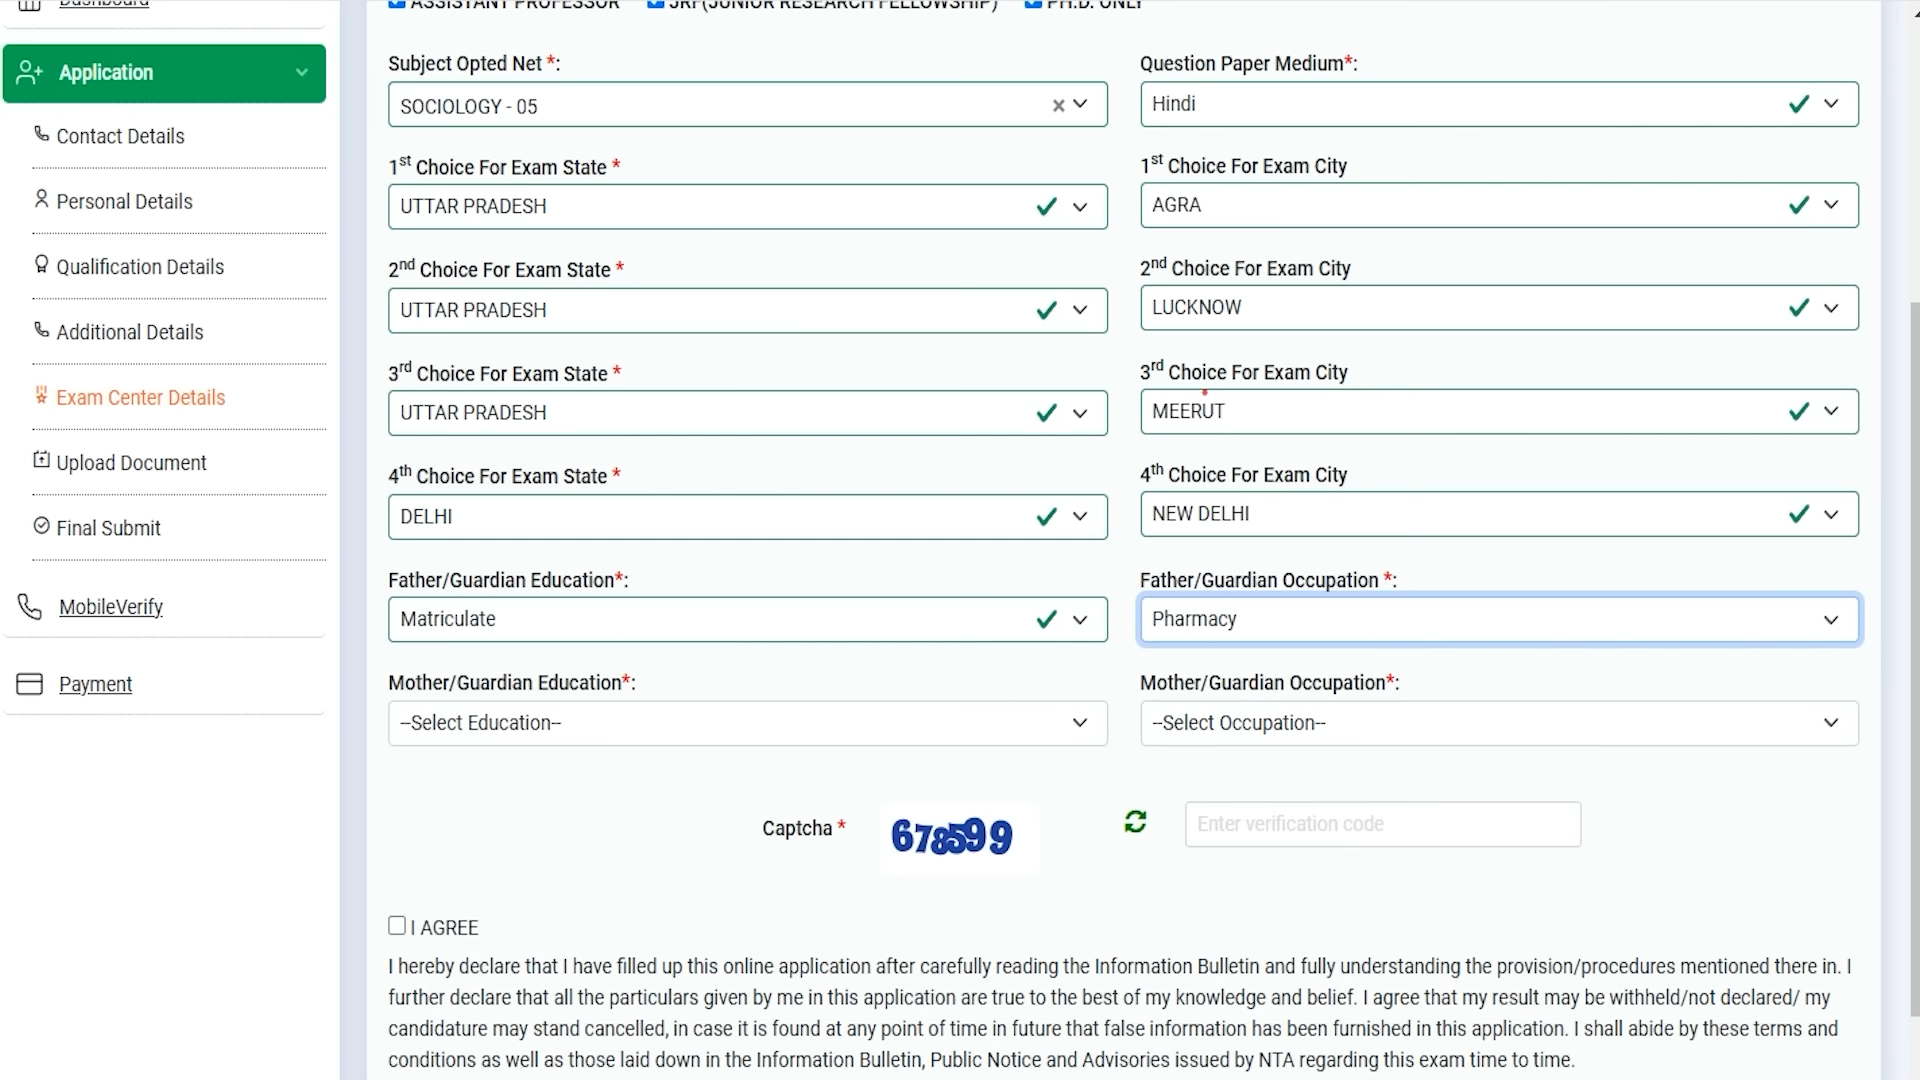 Dashboard
Application
Contact Details
Personal Details
Qualification Details
Additional Details
Exam Center Details
Upload Document
Final Submit
MobileVerify
Payment
ASSISTANT PROFESSOR JRF(JUNIOR RESEARCH FELLOWSHIP) PH.D. ONLY
Subject Opted Net *: Question Paper Medium*:
SOCIOLOGY - 05 Hindi
1st Choice For Exam State * 1st Choice For Exam City
UTTAR PRADESH AGRA
2nd Choice For Exam State * 2nd Choice For Exam City
UTTAR PRADESH LUCKNOW
3rd Choice For Exam State * 3rd Choice For Exam City
UTTAR PRADESH MEERUT
4th Choice For Exam State * 4th Choice For Exam City
DELHI NEW DELHI
Father/Guardian Education*: Father/Guardian Occupation *:
Matriculate Pharmacy
Mother/Guardian Education*: Mother/Guardian Occupation*:
--Select Education-- --Select Occupation--
Captcha * 678599 Enter verification code
I AGREE
I hereby declare that I have filled up this online application after carefully reading the Information Bulletin and fully understanding the provision/procedures mentioned there in. I
further declare that all the particulars given by me in this application are true to the best of my knowledge and belief. I agree that my result may be withheld/not declared/ my
candidature may stand cancelled, in case it is found at any point of time in future that false information has been furnished in this application. I shall abide by these terms and
conditions as well as those laid down in the Information Bulletin, Public Notice and Advisories issued by NTA regarding this exam time to time.